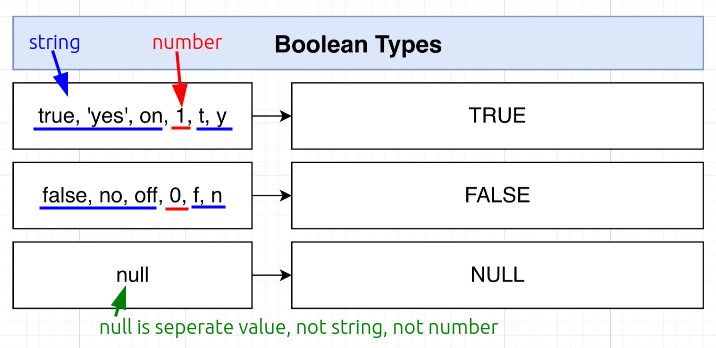 string
number
Boolean Types
true, 'yes', on, 1, t, y
TRUE
false, no, off, 0, f, n
FALSE
null
NULL
null is seperate value, not string, not number